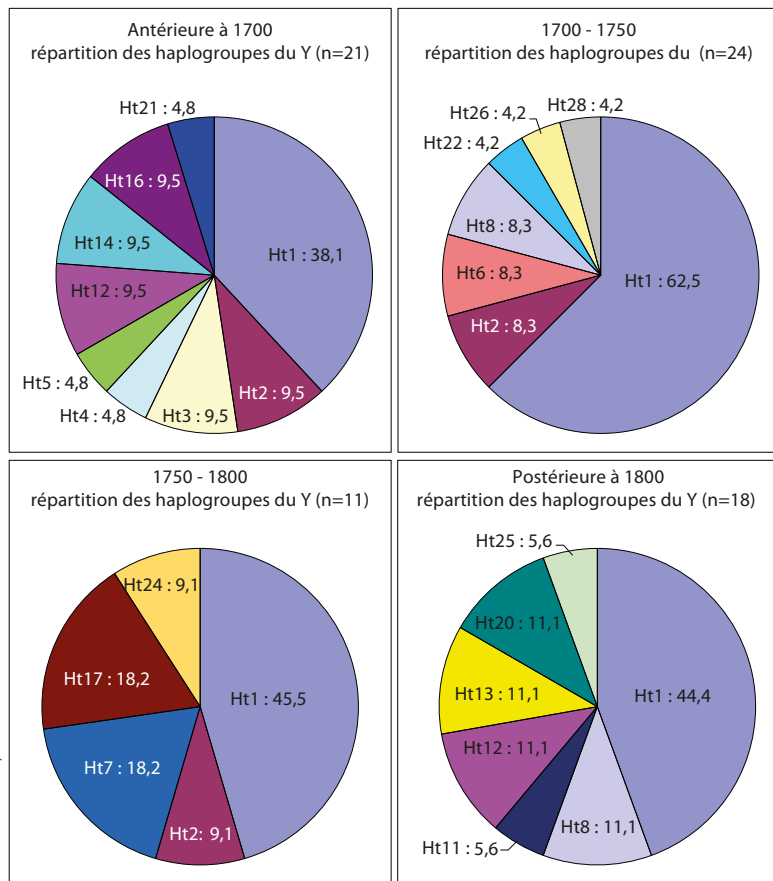 Antérieure à 1700
répartition des haplogroupes du Y (n=21)
Ht21 : 4,8
Ht16 : 9,5
Ht14 : 9,5
Ht1 : 38,1
Ht12 : 9,5
Ht5 : 4,8
Ht2 : 9,5
Ht4 : 4,8
Ht3 : 9,5
1700 - 1750
répartition des haplogroupes du (n=24)
Ht28 : 4,2
Ht26 : 4,2
Ht22 : 4,2
Ht8 : 8,3
Ht6 : 8,3
Ht1 : 62,5
Ht2 : 8,3
1750 - 1800
répartition des haplogroupes du Y (n=11)
Ht24 : 9,1
Ht17 : 18,2
Ht1 : 45,5
Ht7 : 18,2
Ht2: 9,1
Postérieure à 1800
répartition des haplogroupes du Y (n=18)
Ht25 : 5,6
Ht20 : 11,1
Ht13 : 11,1
Ht1 : 44,4
Ht12 : 11,1
Ht8 : 11,1
Ht11 : 5,6